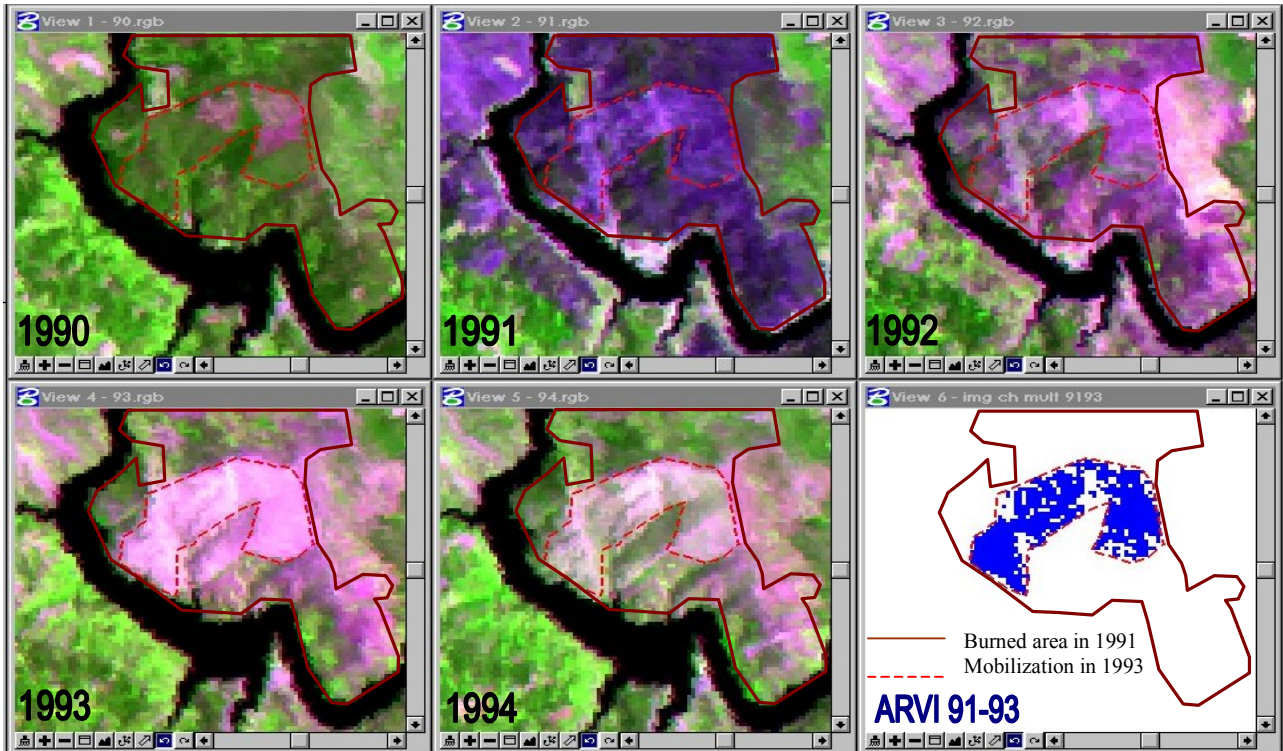 View 1 - 90.rgb
View 2 - 91.rgb
View 3 - 92.rgb
1990
1991
1992
View 4 - 93.rgb
View 5 - 94.rgb
View 6 - img ch mult 9193
Burned area in 1991
Mobilization in 1993
1993
1994
ARVI 91-93